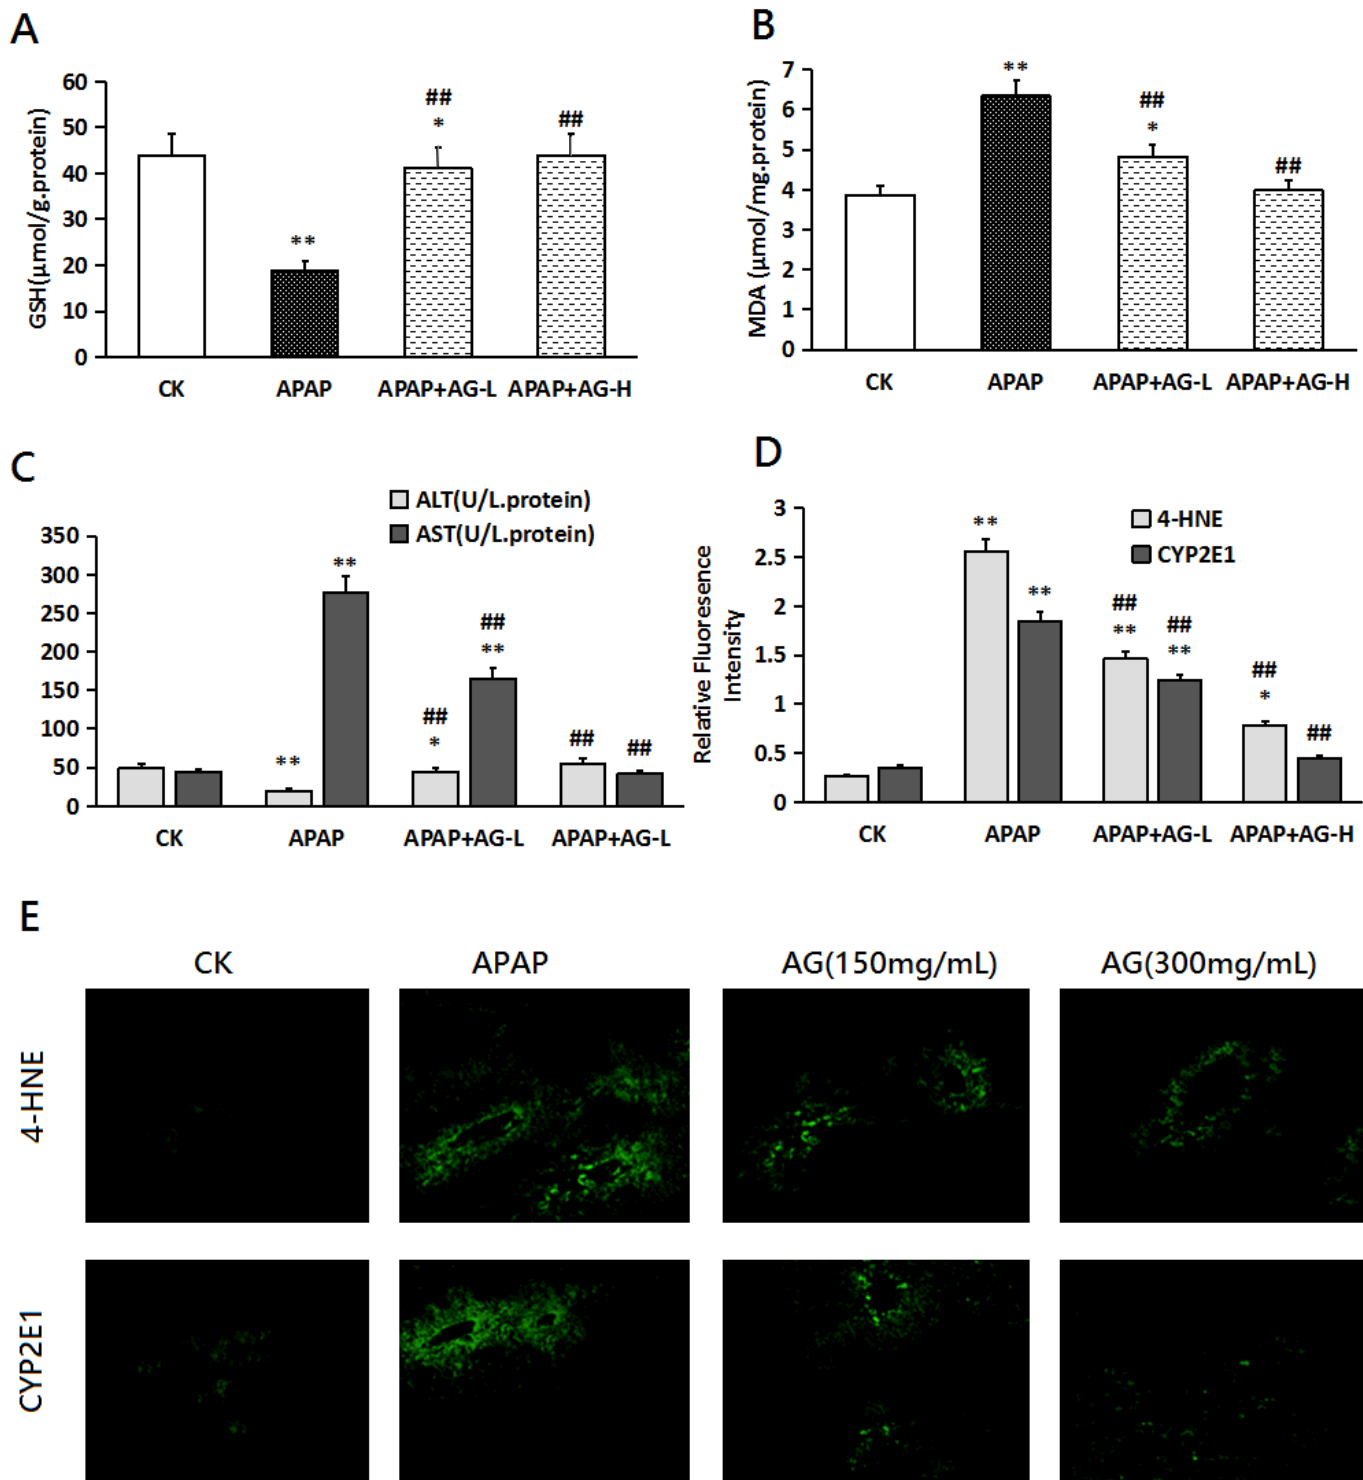 A
GSH(μmol/g.protein)
60
50
40
30
20
10
0
**
##
*
##
CK APAP APAP+AG-L APAP+AG-H
B
MDA (μmol/mg.protein)
7
6
5
4
3
2
1
0
**
##
*
##
CK APAP APAP+AG-L APAP+AG-H
C
ALT(U/L.protein)
AST(U/L.protein)
350
300
250
200
150
100
50
0
**
**
##
*
##
**
##
##
CK APAP APAP+AG-L APAP+AG-L
D
Relative Fluoresence
Intensity
4-HNE
CYP2E1
3
2.5
2
1.5
1
0.5
0
**
**
##
**
##
**
##
*
##
CK APAP APAP+AG-L APAP+AG-H
E
CK APAP AG(150mg/mL) AG(300mg/mL)
4-HNE
CYP2E1